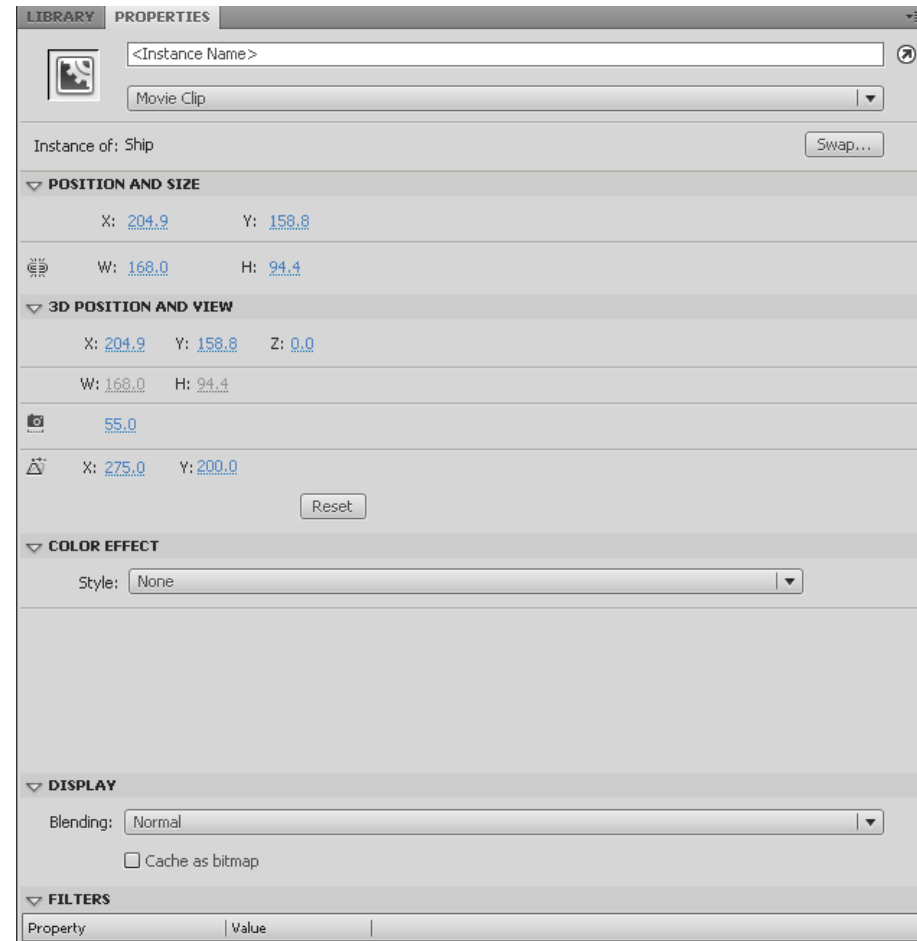 LIBRARY PROPERTIES
<Instance Name>
Movie Clip
Instance of: Ship Swap...
POSITION AND SIZE
X: 204.9 Y: 158.8
W: 168.0 H: 94.4
3D POSITION AND VIEW
X: 204.9 Y: 158.8 Z: 0.0
W: 168.0 H: 94.4
55.0
X: 275.0 Y: 200.0
Reset
COLOR EFFECT
Style: None
DISPLAY
Blending: Normal
Cache as bitmap
FILTERS
Property Value